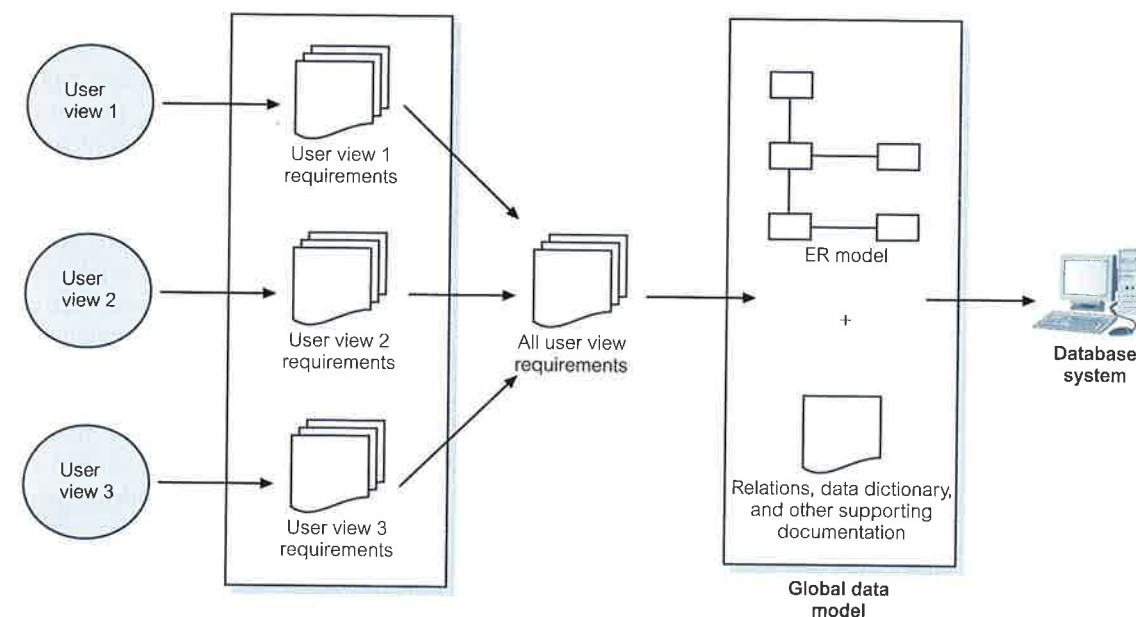 User
view 1
User view 1
requirements
User
view 2
User view 2
requirements
All user view
requirements
User
view 3
User view 3
requirements
ER model
+
Relations, data dictionary,
and other supporting
documentation
Global data
model
Database
system